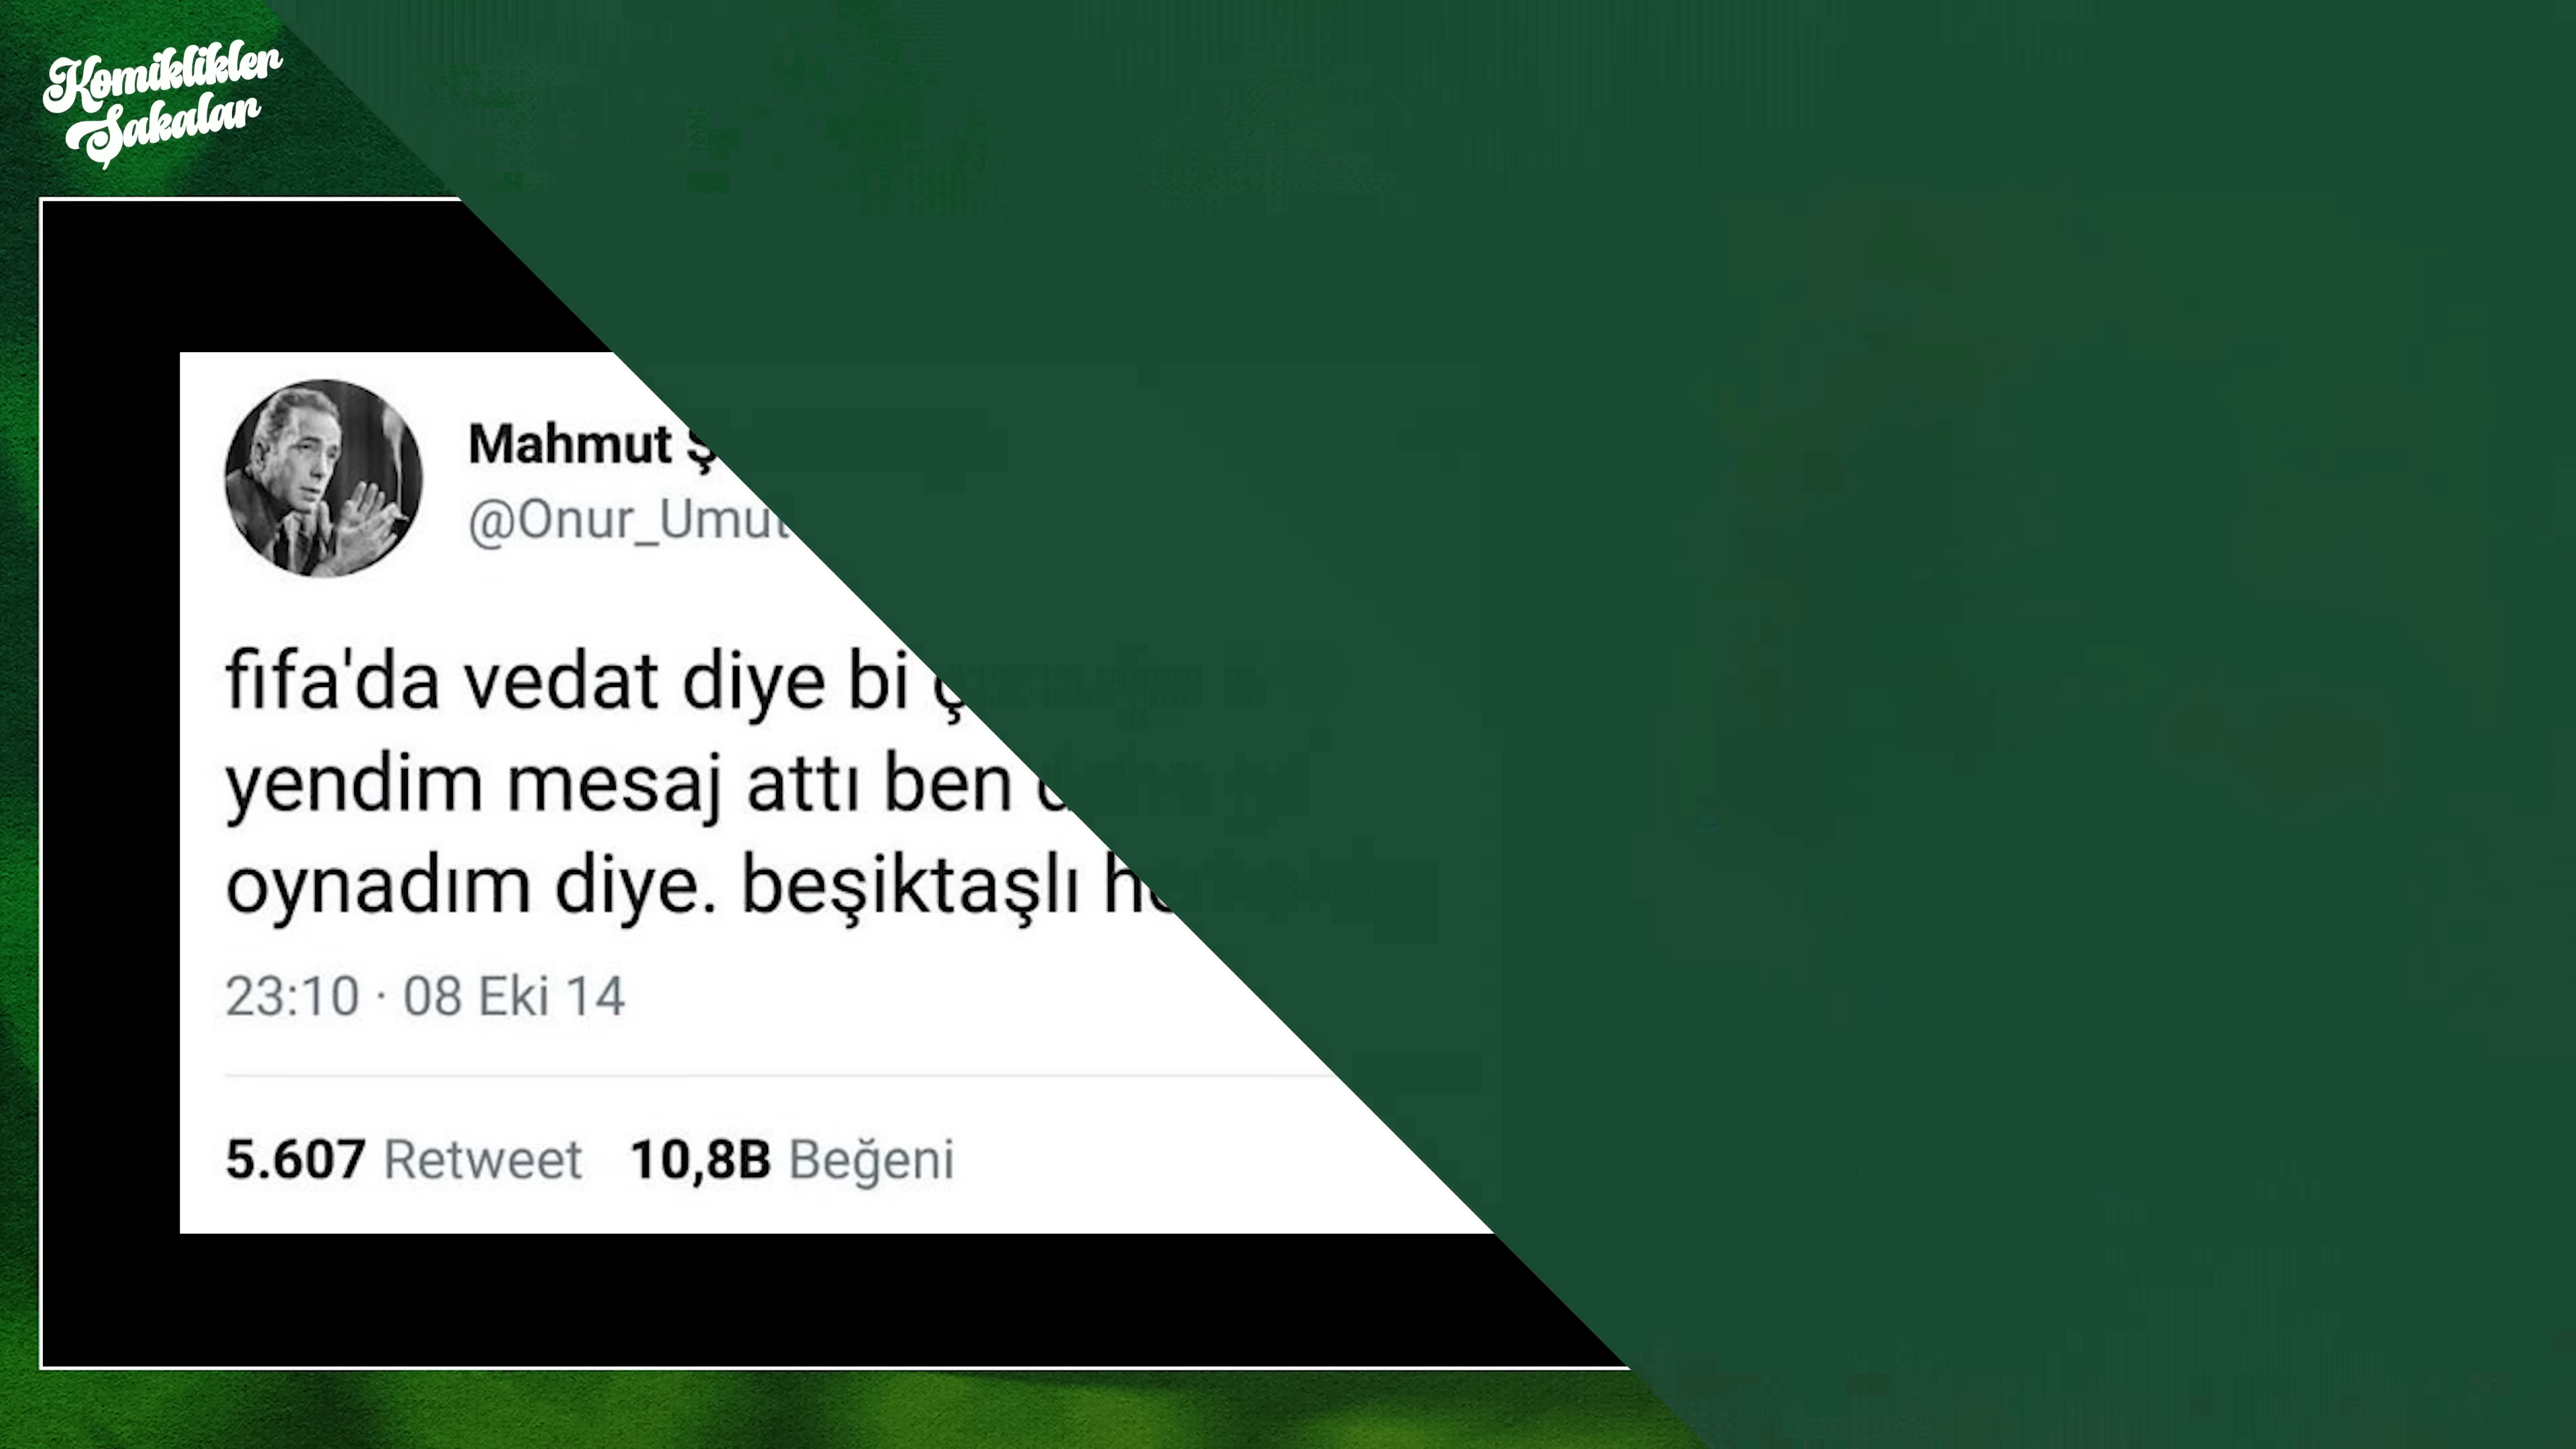 Komiklikler
Şakalar
Mahmut
@Onur_Umut
fifa'da vedat diye bi
yendim mesaj attı ben
oynadım diye. beşiktaşlı
23:10 · 08 Eki 14
5.607 Retweet 10,8B Beğeni